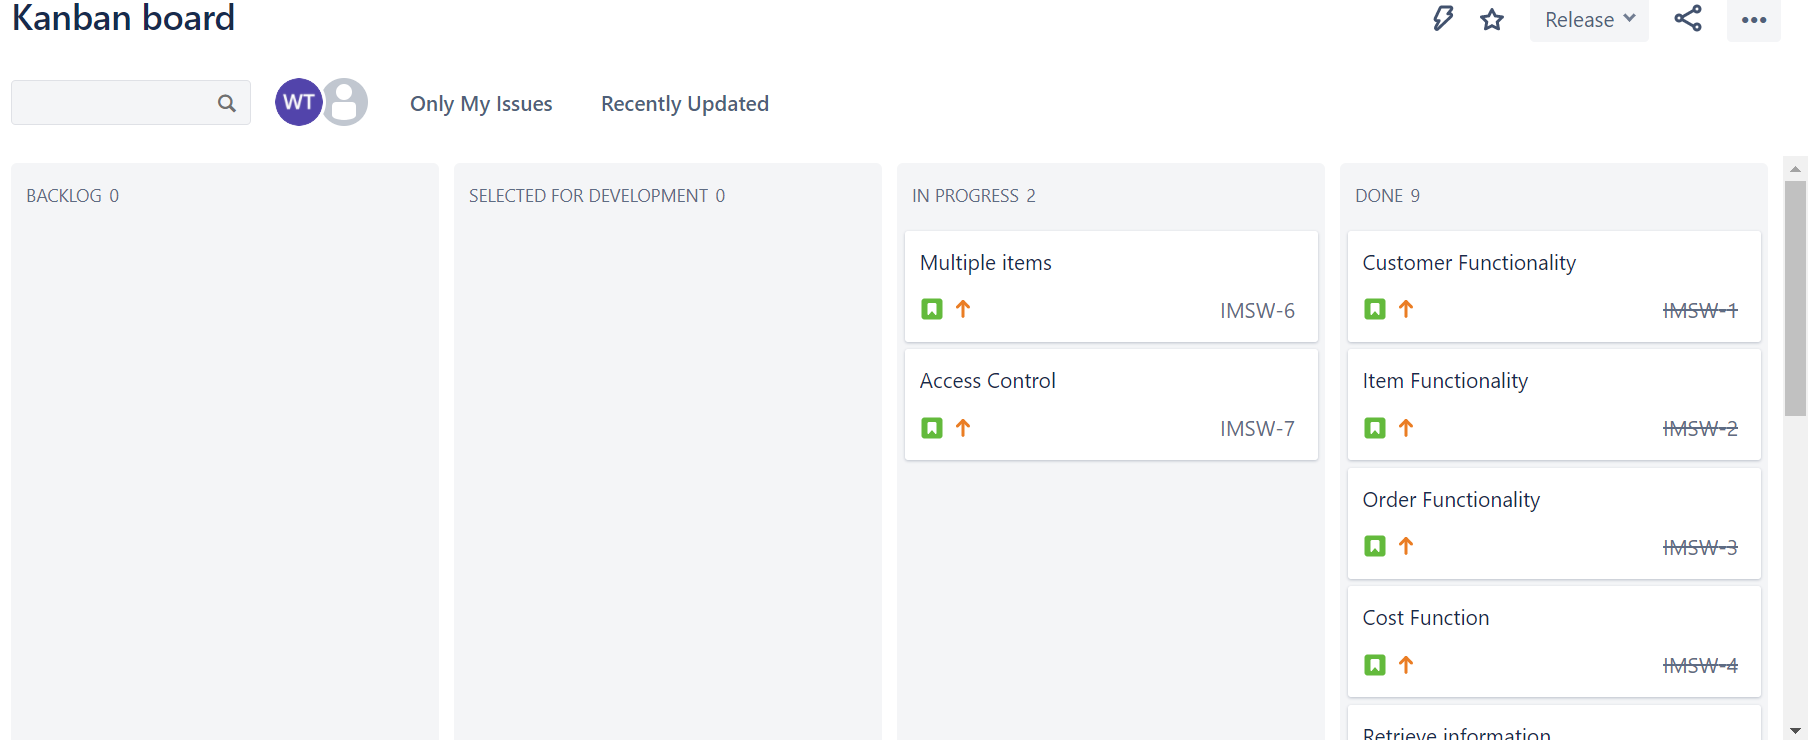 Kanban board
Release
WT
Only My Issues
Recently Updated
BACKLOG 0
SELECTED FOR DEVELOPMENT 0
IN PROGRESS 2
Multiple items
IMSW-6
Access Control
IMSW-7
DONE 9
Customer Functionality
IMSW-1
Item Functionality
IMSW-2
Order Functionality
IMSW-3
Cost Function
IMSW-4
Retrieve information